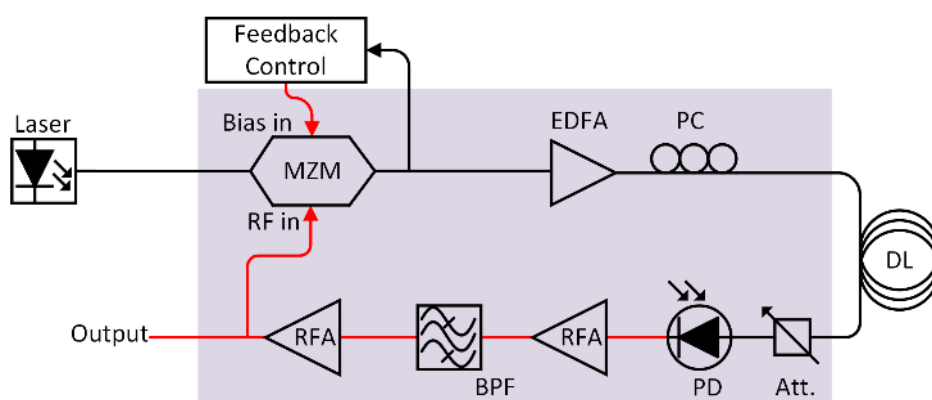 Feedback
Control
Laser
Bias in
EDFA
PC
MZM
RF in
DL
Output
RFA
RFA
BPF
PD
Att.